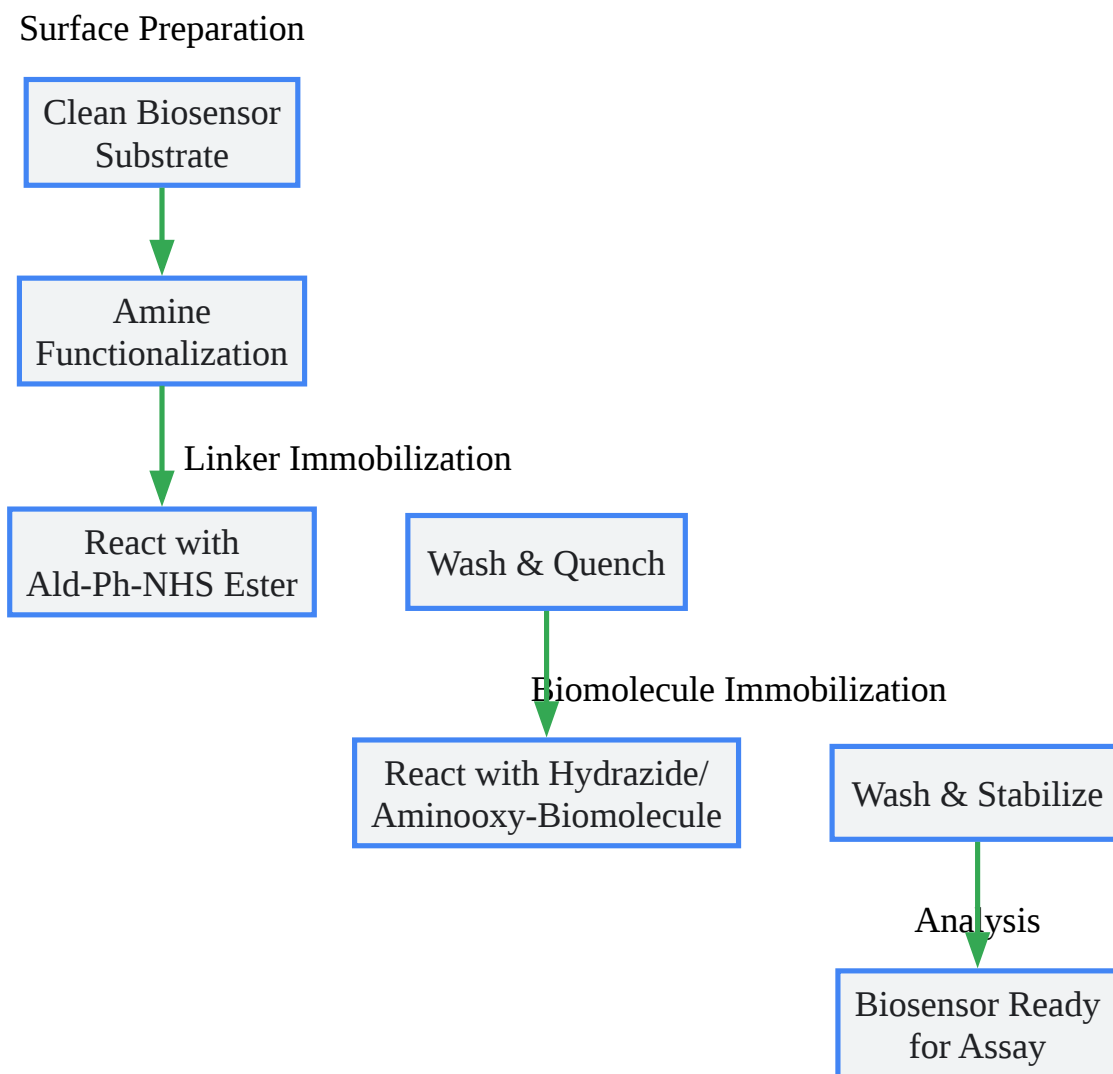 Surface Preparation
Clean Biosensor
Substrate
Amine
Functionalization
Linker Immobilization
React with
Ald-Ph-NHS Ester
Wash & Quench
Biomolecule Immobilization
React with Hydrazide/
Aminooxy-Biomolecule
Wash & Stabilize
Analysis
Biosensor Ready
for Assay